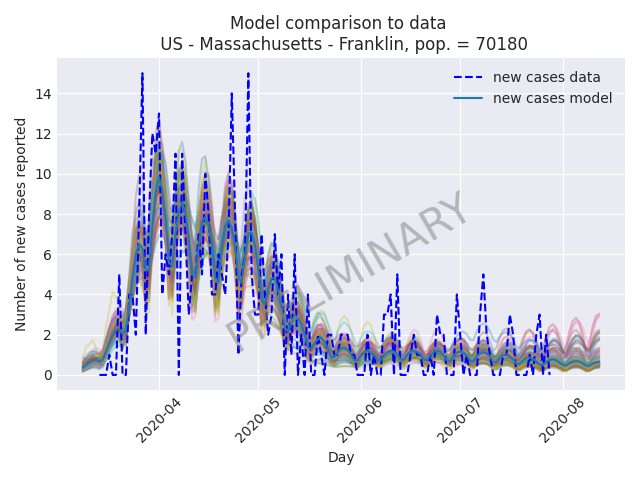 Model comparison to data
US - Massachusetts - Franklin, pop. = 70180
new cases data
new cases model
Number of new cases reported
14
12
10
8
6
4
2
0
PRELIMINARY
2020-04
2020-05
2020-06
2020-07
2020-08
Day